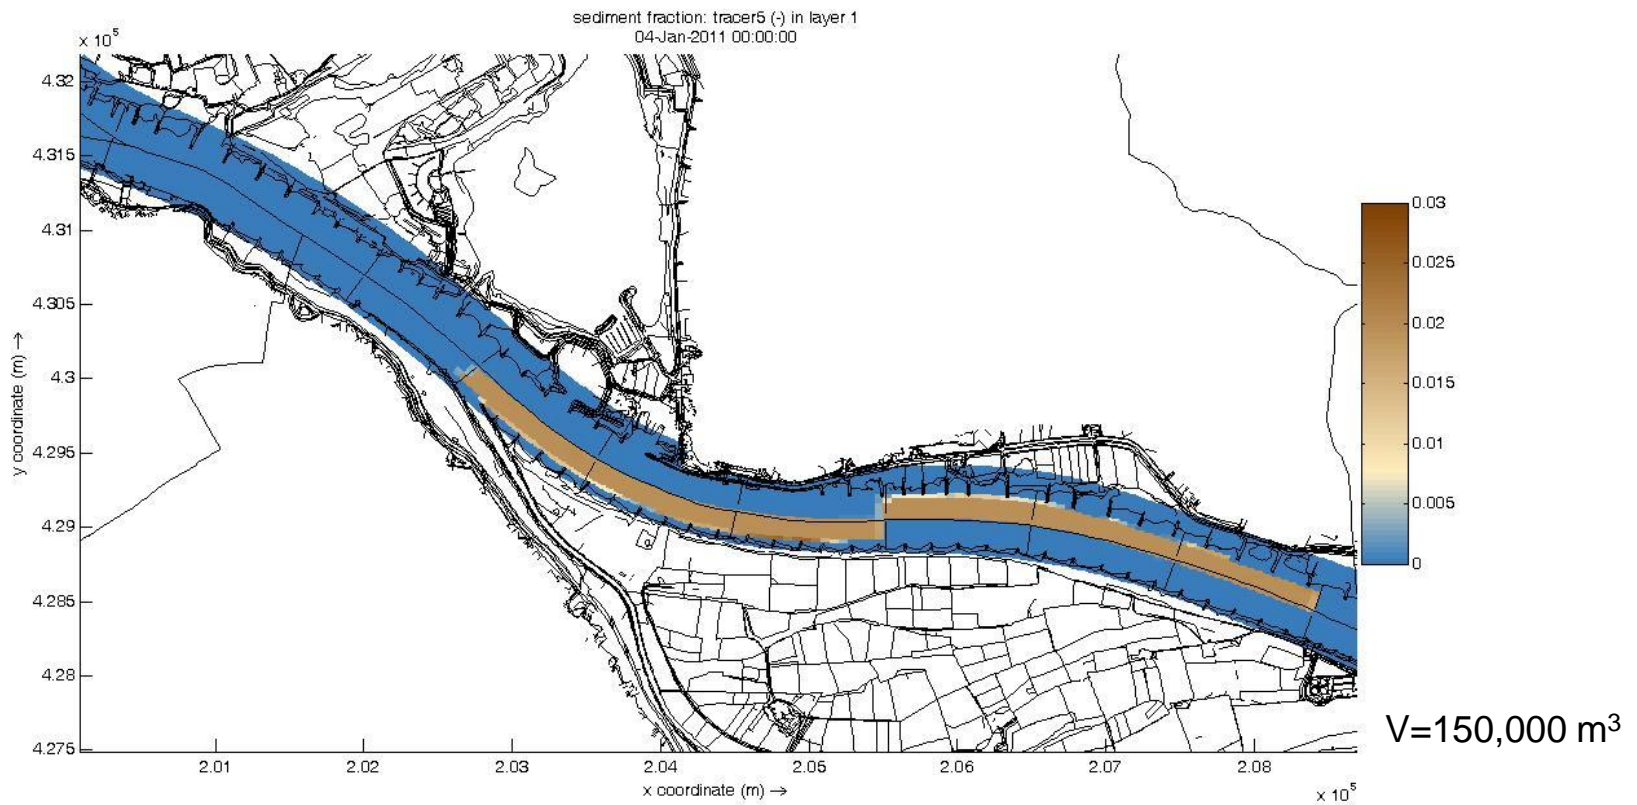 sediment fraction: tracer5 (-) in layer 1
04-Jan-2011 00:00:00
x 10⁵
4.32
4.315
4.31
4.305
4.3
4.295
4.29
4.285
4.28
4.275
y coordinate (m) →
2.01 2.02 2.03 2.04 2.05 2.06 2.07 2.08
x coordinate (m) →
x 10⁵
0.03
0.025
0.02
0.015
0.01
0.005
0
V=150,000 m³